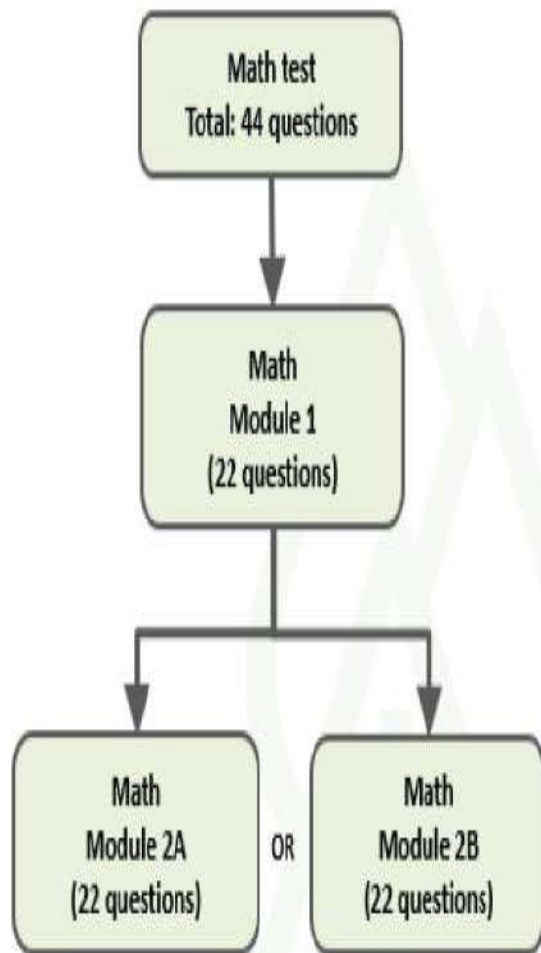 Math test
Total: 44 questions
Math
Module 1
(22 questions)
Math
Module 2A
(22 questions)
OR
Math
Module 2B
(22 questions)